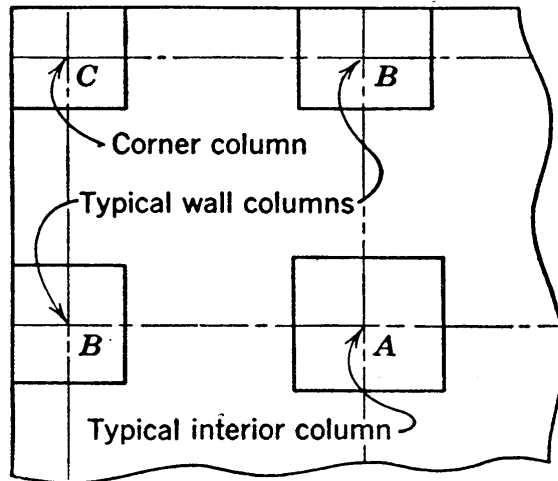 C
B
Corner column
Typical wall columns
B
A
Typical interior column